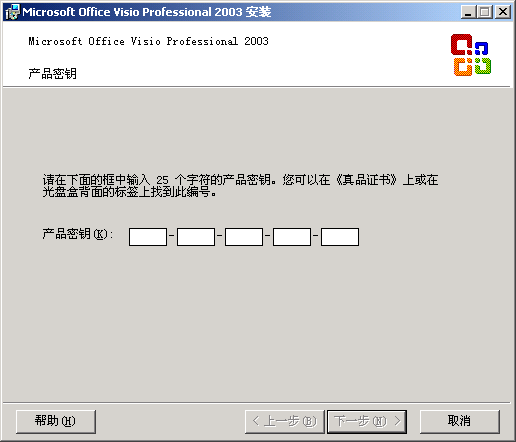 Microsoft Office Visio Professional 2003 安装
Microsoft Office Visio Professional 2003
产品密钥
请在下面的框中输入 25 个字符的产品密钥。您可以在《真品证书》上或在
光盘盒背面的标签上找到此编号。
产品密钥(K): - - - -
帮助(H) < 上一步(B) 下一步(N) > 取消